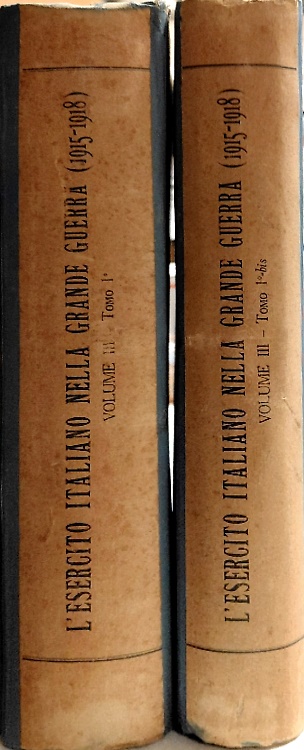 L'ESERCITO ITALIANO NELLA GRANDE GUERRA (1915-1918)
VOLUME III - TOMO 1°
L'ESERCITO ITALIANO NELLA GRANDE GUERRA (1915-1918)
VOLUME III - TOMO 1°-bis